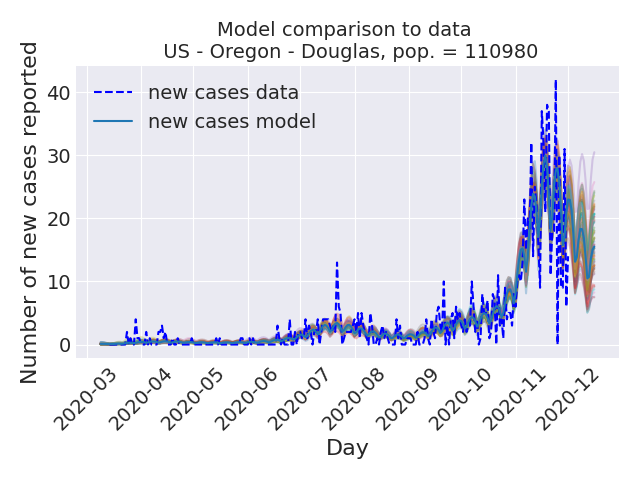 Model comparison to data
US - Oregon - Douglas, pop. = 110980
Number of new cases reported
40
30
20
10
0
new cases data
new cases model
2020-03
2020-04
2020-05
2020-06
2020-07
2020-08
2020-09
2020-10
2020-11
2020-12
Day